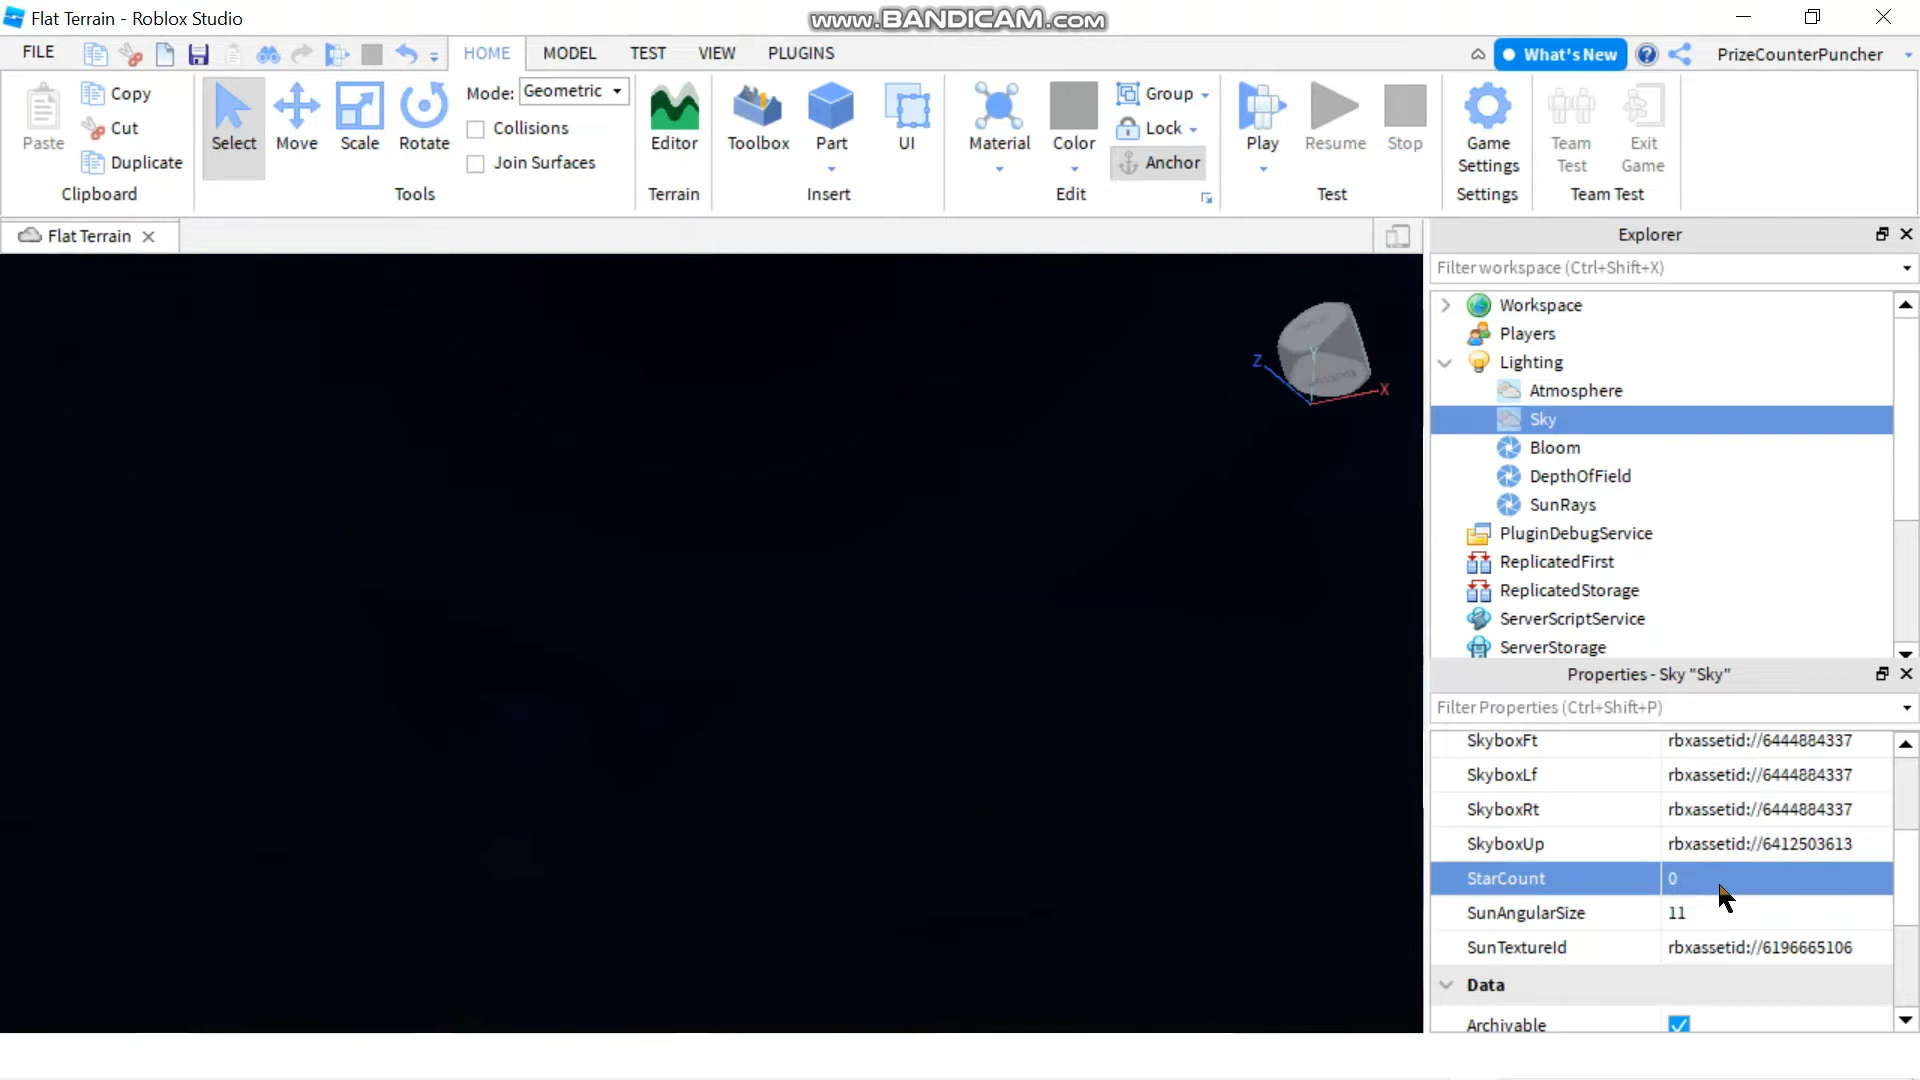 Flat Terrain - Roblox Studio
www.BANDICAM.com
FILE
HOME
MODEL
TEST
VIEW
PLUGINS
What's New
PrizeCounterPuncher
Paste
Copy
Cut
Duplicate
Clipboard
Select
Move
Scale
Rotate
Mode: Geometric
Collisions
Join Surfaces
Tools
Editor
Terrain
Toolbox
Part
UI
Insert
Material
Color
Group
Lock
Anchor
Edit
Play
Resume
Stop
Test
Game
Settings
Settings
Team
Test
Exit
Game
Team Test
Flat Terrain
Z
Y
X
Explorer
Filter workspace (Ctrl+Shift+X)
Workspace
Players
Lighting
Atmosphere
Sky
Bloom
DepthOfField
SunRays
PluginDebugService
ReplicatedFirst
ReplicatedStorage
ServerScriptService
ServerStorage
Properties - Sky "Sky"
Filter Properties (Ctrl+Shift+P)
SkyboxFt rbxassetid://6444884337
SkyboxLf rbxassetid://6444884337
SkyboxRt rbxassetid://6444884337
SkyboxUp rbxassetid://6412503613
StarCount 0
SunAngularSize 11
SunTextureId rbxassetid://6196665106
Data
Archivable